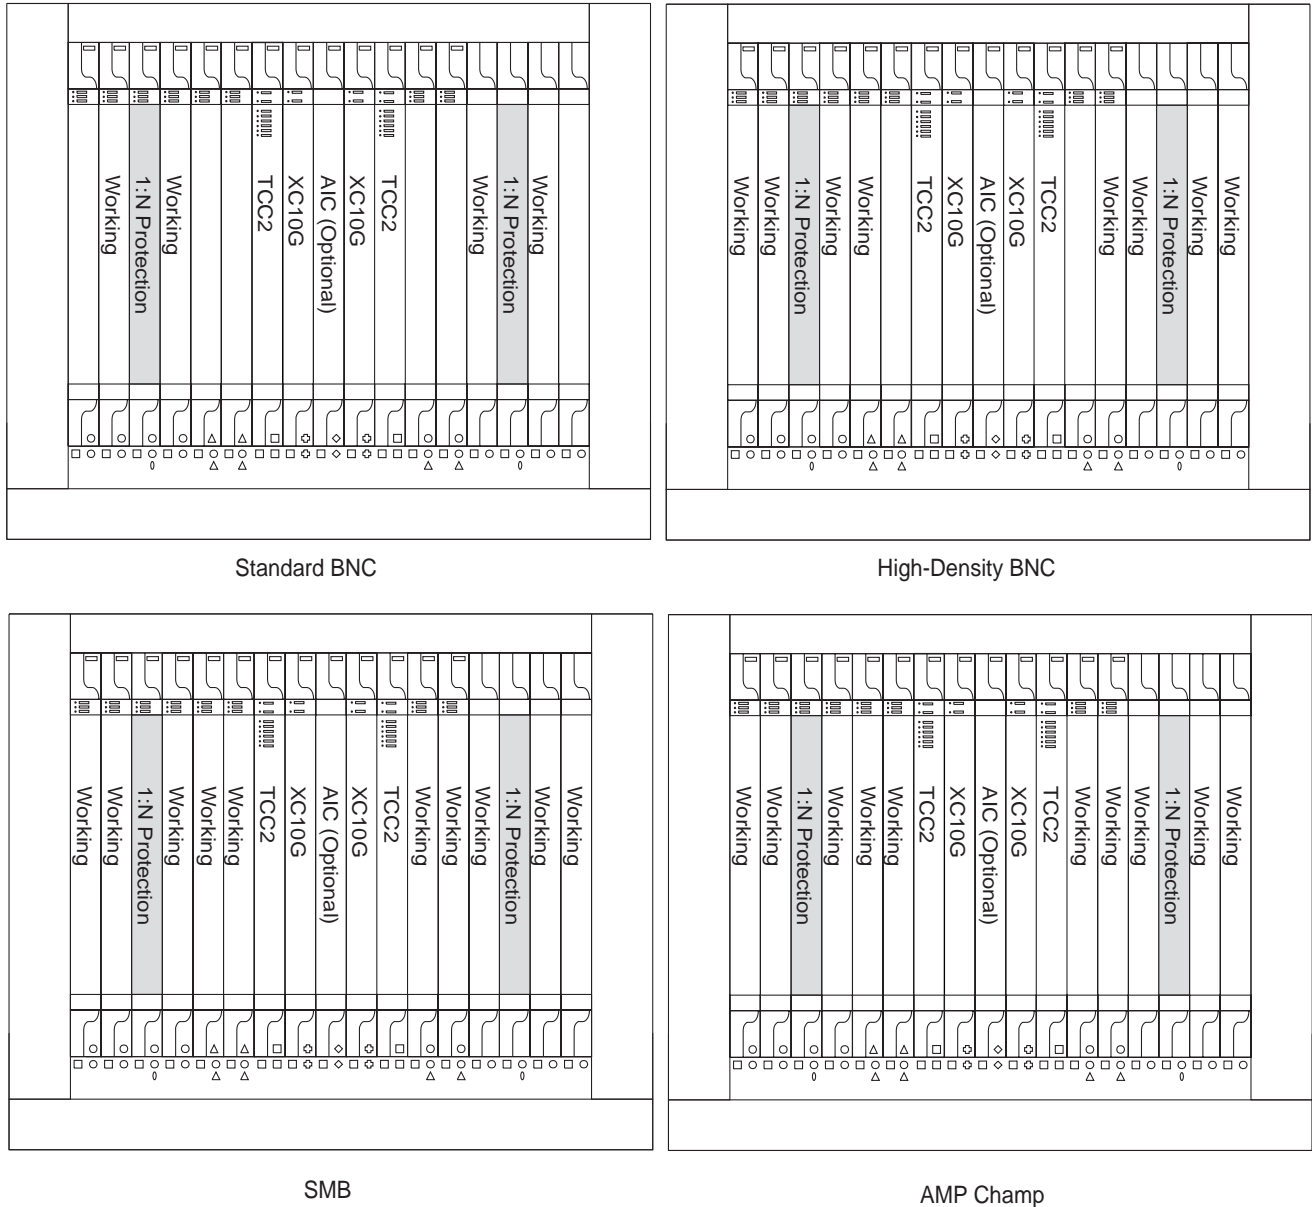 Working
1:N Protection
Working
TCC2
XC10G
AIC (Optional)
XC10G
TCC2
Working
1:N Protection
Working
Standard BNC
Working
Working
1:N Protection
Working
Working
TCC2
XC10G
AIC (Optional)
XC10G
TCC2
Working
Working
1:N Protection
Working
Working
High-Density BNC
Working
Working
1:N Protection
Working
Working
Working
TCC2
XC10G
AIC (Optional)
XC10G
TCC2
Working
Working
Working
1:N Protection
Working
Working
SMB
Working
Working
1:N Protection
Working
Working
Working
TCC2
XC10G
AIC (Optional)
XC10G
TCC2
Working
Working
Working
1:N Protection
Working
Working
AMP Champ